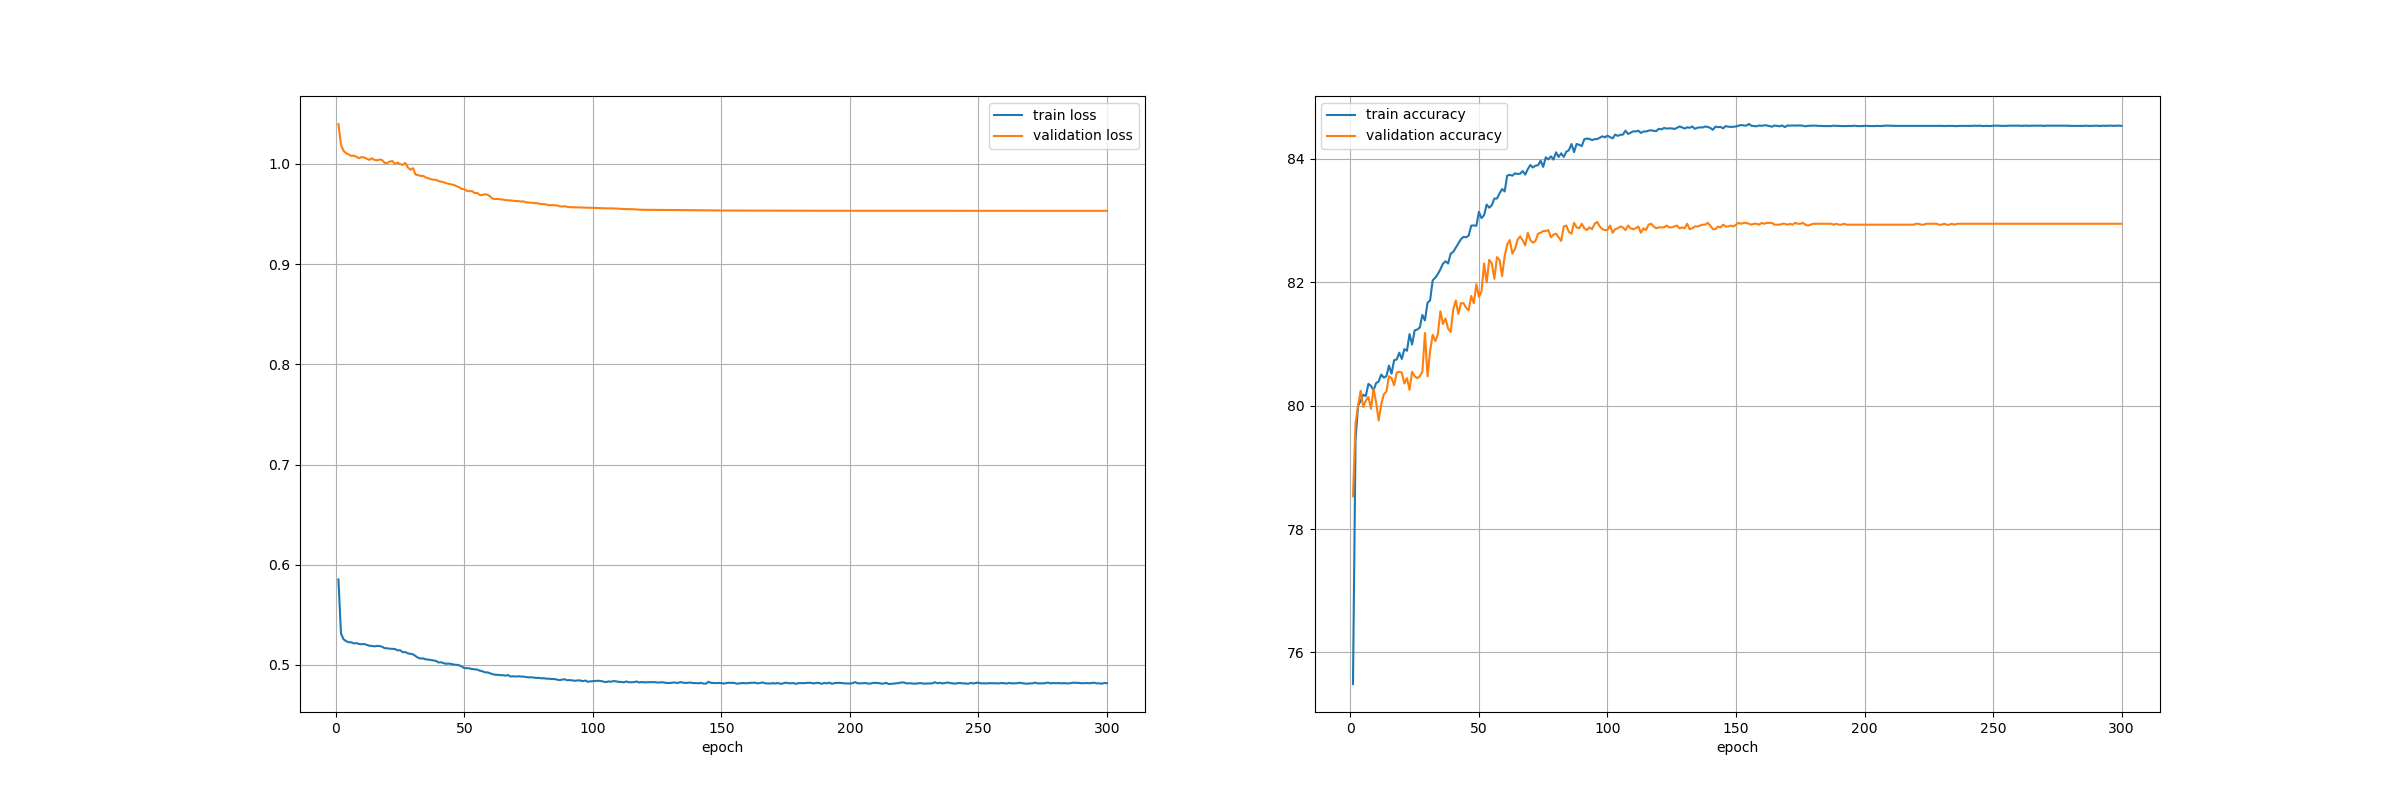 train loss
validation loss
1.0
0.9
0.8
0.7
0.6
0.5
0 50 100 150 200 250 300
epoch
train accuracy
validation accuracy
84
82
80
78
76
0 50 100 150 200 250 300
epoch